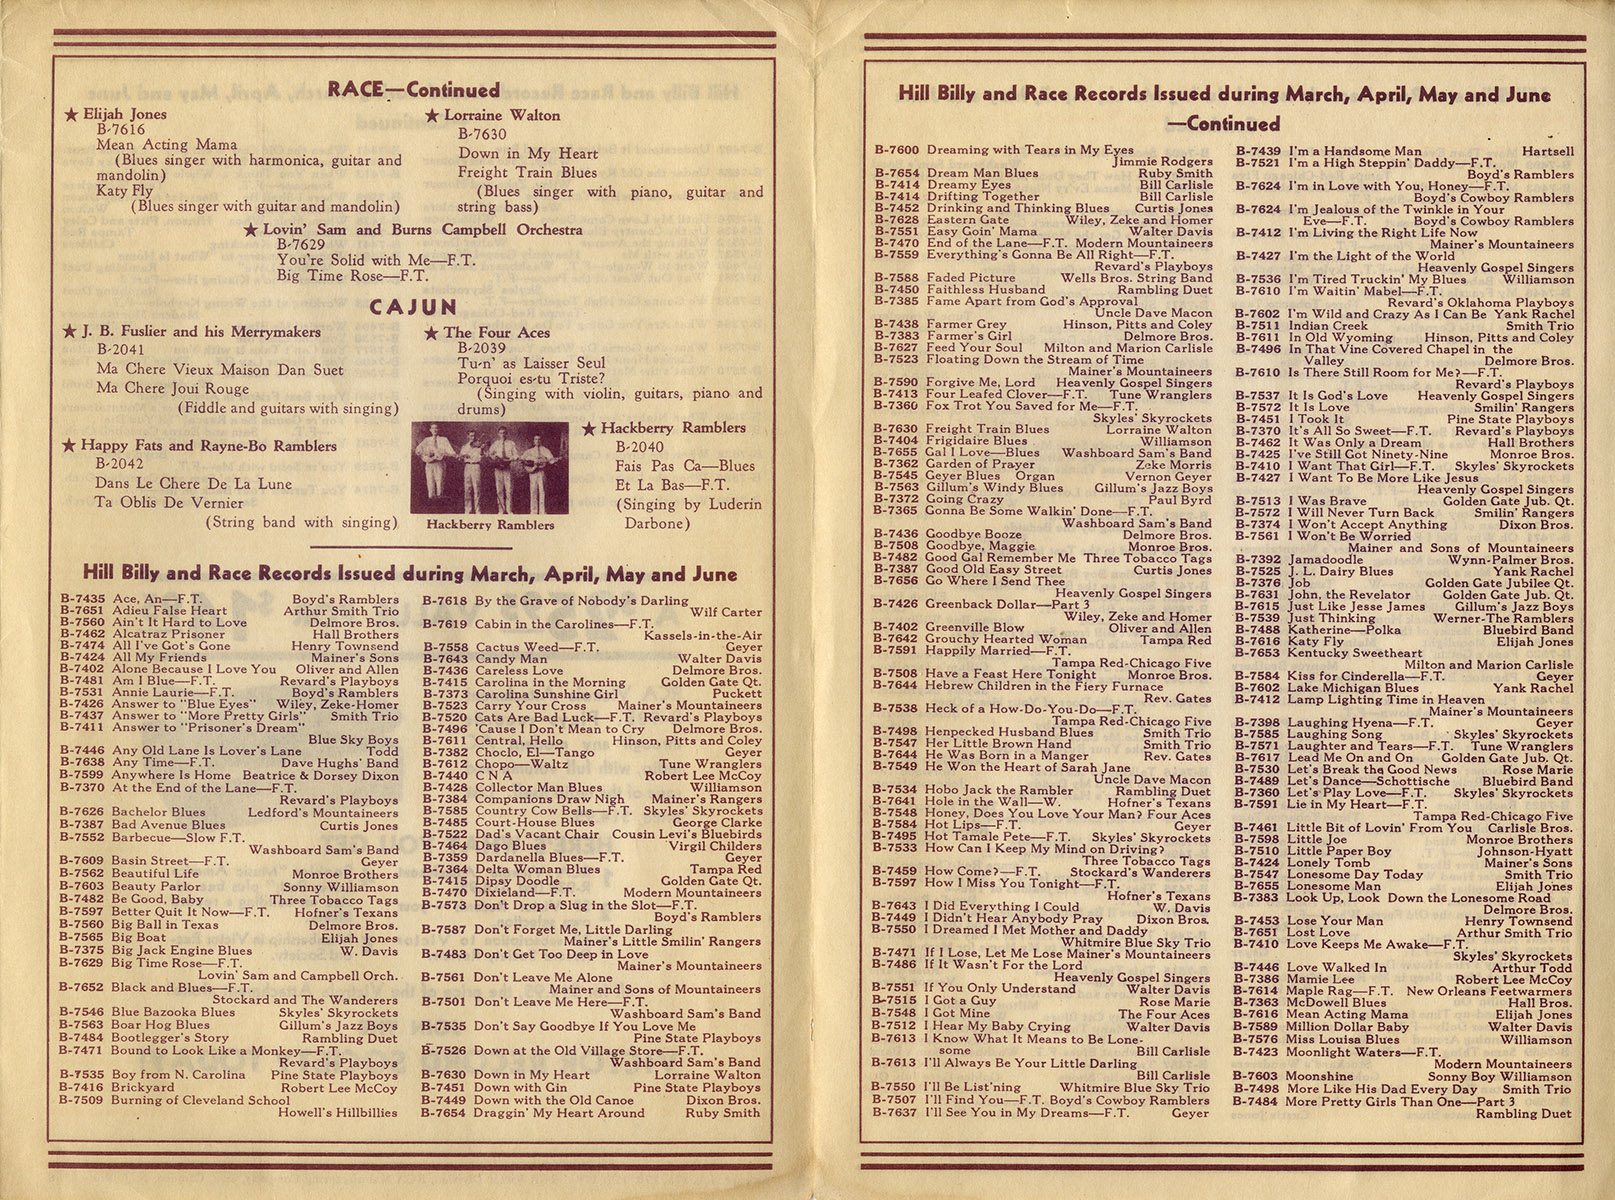 RACE—Continued
★ Elijah Jones
B-7616
Mean Acting Mama
(Blues singer with harmonica, guitar and
mandolin)
Katy Fly
(Blues singer with guitar and mandolin)
★ Lorraine Walton
B-7630
Down in My Heart
Freight Train Blues
(Blues singer with piano, guitar and
string bass)
★ Lovin' Sam and Burns Campbell Orchestra
B-7629
You're Solid with Me—F.T.
Big Time Rose—F.T.
CAJUN
★ J. B. Fuslier and his Merrymakers
B-2041
Ma Chere Vieux Maison Dan Suet
Ma Chere Joui Rouge
(Fiddle and guitars with singing)
★ Happy Fats and Rayne-Bo Ramblers
B-2042
Dans Le Chere De La Lune
Ta Oblis De Vernier
(String band with singing)
★ The Four Aces
B-2039
Tu-n' as Laisser Seul
Porquoi es-tu Triste?
(Singing with violin, guitars, piano and
drums)
Hackberry Ramblers
★ Hackberry Ramblers
B-2040
Fais Pas Ca—Blues
Et La Bas—F.T.
(Singing by Luderin
Darbone)
Hill Billy and Race Records Issued during March, April, May and June
B-7435 Ace, An—F.T. Boyd's Ramblers
B-7651 Adieu False Heart Arthur Smith Trio
B-7560 Ain't It Hard to Love Delmore Bros.
B-7462 Alcatraz Prisoner Hall Brothers
B-7474 All I've Got's Gone Henry Townsend
B-7424 All My Friends Mainer's Sons
B-7402 Alone Because I Love You Oliver and Allen
B-7481 Am I Blue—F.T. Revard's Playboys
B-7531 Annie Laurie—F.T. Boyd's Ramblers
B-7426 Answer to "Blue Eyes" Wiley, Zeke-Homer
B-7437 Answer to "More Pretty Girls" Smith Trio
B-7411 Answer to "Prisoner's Dream"
Blue Sky Boys
B-7446 Any Old Lane Is Lover's Lane Todd
B-7638 Any Time—F.T. Dave Hughs' Band
B-7599 Anywhere Is Home Beatrice & Dorsey Dixon
B-7370 At the End of the Lane—F.T.
Revard's Playboys
B-7626 Bachelor Blues Ledford's Mountaineers
B-7387 Bad Avenue Blues Curtis Jones
B-7552 Barbecue—Slow F.T.
Washboard Sam's Band
B-7609 Basin Street—F.T. Geyer
B-7562 Beautiful Life Monroe Brothers
B-7603 Beauty Parlor Sonny Williamson
B-7482 Be Good, Baby Three Tobacco Tags
B-7597 Better Quit It Now—F.T. Hofner's Texans
B-7560 Big Ball in Texas Delmore Bros.
B-7565 Big Boat Elijah Jones
B-7375 Big Jack Engine Blues W. Davis
B-7629 Big Time Rose—F.T.
Lovin' Sam and Campbell Orch.
B-7652 Black and Blues—F.T.
Stockard and The Wanderers
B-7546 Blue Bazooka Blues Skyles' Skyrockets
B-7563 Boar Hog Blues Gillum's Jazz Boys
B-7484 Bootlegger's Story Rambling Duet
B-7471 Bound to Look Like a Monkey—F.T.
Revard's Playboys
B-7535 Boy from N. Carolina Pine State Playboys
B-7416 Brickyard Robert Lee McCoy
B-7509 Burning of Cleveland School
Howell's Hillbillies
B-7618 By the Grave of Nobody's Darling
Wilf Carter
B-7619 Cabin in the Carolines—F.T.
Kassels-in-the-Air
B-7558 Cactus Weed—F.T. Geyer
B-7643 Candy Man Walter Davis
B-7436 Careless Love Delmore Bros.
B-7415 Carolina in the Morning Golden Gate Qt.
B-7373 Carolina Sunshine Girl Puckett
B-7523 Carry Your Cross Mainer's Mountaineers
B-7520 Cats Are Bad Luck—F.T. Revard's Playboys
B-7496 'Cause I Don't Mean to Cry Delmore Bros.
B-7611 Central, Hello Hinson, Pitts and Coley
B-7382 Choclo, El—Tango Geyer
B-7612 Chopo—Waltz Tune Wranglers
B-7440 C N A Robert Lee McCoy
B-7428 Collector Man Blues Williamson
B-7384 Companions Draw Nigh Mainer's Rangers
B-7585 Country Cow Bells—F.T. Skyles' Skyrockets
B-7485 Court-House Blues George Clarke
B-7522 Dad's Vacant Chair Cousin Levi's Bluebirds
B-7464 Dago Blues Virgil Childers
B-7359 Dardanella Blues—F.T. Geyer
B-7364 Delta Woman Blues Tampa Red
B-7415 Dipsy Doodle Golden Gate Qt.
B-7470 Dixieland—F.T. Modern Mountaineers
B-7573 Don't Drop a Slug in the Slot—F.T.
Boyd's Ramblers
B-7587 Don't Forget Me, Little Darling
Mainer's Little Smilin' Rangers
B-7483 Don't Get Too Deep in Love
Mainer's Mountaineers
B-7561 Don't Leave Me Alone
Mainer and Sons of Mountaineers
B-7501 Don't Leave Me Here—F.T.
Washboard Sam's Band
B-7535 Don't Say Goodbye If You Love Me
Pine State Playboys
B-7526 Down at the Old Village Store—F.T.
Washboard Sam's Band
B-7630 Down in My Heart Lorraine Walton
B-7451 Down with Gin Pine State Playboys
B-7449 Down with the Old Canoe Dixon Bros.
B-7654 Draggin' My Heart Around Ruby Smith
Hill Billy and Race Records Issued during March, April, May and June
—Continued
B-7600 Dreaming with Tears in My Eyes
Jimmie Rodgers
B-7654 Dream Man Blues Ruby Smith
B-7414 Dreamy Eyes Bill Carlisle
B-7414 Drifting Together Bill Carlisle
B-7452 Drinking and Thinking Blues Curtis Jones
B-7628 Eastern Gate Wiley, Zeke and Homer
B-7551 Easy Goin' Mama Walter Davis
B-7470 End of the Lane—F.T. Modern Mountaineers
B-7559 Everything's Gonna Be All Right—F.T.
Revard's Playboys
B-7588 Faded Picture Wells Bros. String Band
B-7450 Faithless Husband Rambling Duet
B-7385 Fame Apart from God's Approval
Uncle Dave Macon
B-7438 Farmer Grey Hinson, Pitts and Coley
B-7383 Farmer's Girl Delmore Bros.
B-7627 Feed Your Soul Milton and Marion Carlisle
B-7523 Floating Down the Stream of Time
Mainer's Mountaineers
B-7590 Forgive Me, Lord Heavenly Gospel Singers
B-7413 Four Leafed Clover—F.T. Tune Wranglers
B-7360 Fox Trot You Saved for Me—F.T.
Skyles' Skyrockets
B-7630 Freight Train Blues Lorraine Walton
B-7404 Frigidaire Blues Williamson
B-7655 Gal I Love—Blues Washboard Sam's Band
B-7362 Garden of Prayer Zeke Morris
B-7545 Geyer Blues Organ Vernon Geyer
B-7563 Gillum's Windy Blues Gillum's Jazz Boys
B-7372 Going Crazy Paul Byrd
B-7365 Gonna Be Some Walkin' Done—F.T.
Washboard Sam's Band
B-7436 Goodbye Booze Delmore Bros.
B-7508 Goodbye, Maggie Monroe Bros.
B-7482 Good Gal Remember Me Three Tobacco Tags
B-7387 Good Old Easy Street Curtis Jones
B-7656 Go Where I Send Thee
Heavenly Gospel Singers
B-7426 Greenback Dollar—Part 3
Wiley, Zeke and Homer
B-7402 Greenville Blow Oliver and Allen
B-7642 Grouchy Hearted Woman Tampa Red
B-7591 Happily Married—F.T.
Tampa Red-Chicago Five
B-7508 Have a Feast Here Tonight Monroe Bros.
B-7644 Hebrew Children in the Fiery Furnace
Rev. Gates
B-7538 Heck of a How-Do-You-Do—F.T.
Tampa Red-Chicago Five
B-7498 Henpecked Husband Blues Smith Trio
B-7547 Her Little Brown Hand Smith Trio
B-7644 He Was Born in a Manger Rev. Gates
B-7549 He Won the Heart of Sarah Jane
Uncle Dave Macon
B-7534 Hobo Jack the Rambler Rambling Duet
B-7641 Hole in the Wall—W. Hofner's Texans
B-7548 Honey, Does You Love Your Man? Four Aces
B-7584 Hot Lips—F.T. Geyer
B-7495 Hot Tamale Pete—F.T. Skyles' Skyrockets
B-7533 How Can I Keep My Mind on Driving?
Three Tobacco Tags
B-7459 How Come?—F.T. Stockard's Wanderers
B-7597 How I Miss You Tonight—F.T.
Hofner's Texans
B-7643 I Did Everything I Could W. Davis
B-7449 I Didn't Hear Anybody Pray Dixon Bros.
B-7550 I Dreamed I Met Mother and Daddy
Whitmire Blue Sky Trio
B-7471 If I Lose, Let Me Lose Mainer's Mountaineers
B-7486 If It Wasn't For the Lord
Heavenly Gospel Singers
B-7551 If You Only Understand Walter Davis
B-7515 I Got a Guy Rose Marie
B-7548 I Got Mine The Four Aces
B-7512 I Hear My Baby Crying Walter Davis
B-7613 I Know What It Means to Be Lone-
some Bill Carlisle
B-7613 I'll Always Be Your Little Darling
Bill Carlisle
B-7550 I'll Be List'ning Whitmire Blue Sky Trio
B-7507 I'll Find You—F.T. Boyd's Cowboy Ramblers
B-7637 I'll See You in My Dreams—F.T. Geyer
B-7439 I'm a Handsome Man Hartsell
B-7521 I'm a High Steppin' Daddy—F.T.
Boyd's Ramblers
B-7624 I'm in Love with You, Honey—F.T.
Boyd's Cowboy Ramblers
B-7624 I'm Jealous of the Twinkle in Your
Eve—F.T. Boyd's Cowboy Ramblers
B-7412 I'm Living the Right Life Now
Mainer's Mountaineers
B-7427 I'm the Light of the World
Heavenly Gospel Singers
B-7536 I'm Tired Truckin' My Blues Williamson
B-7610 I'm Waitin' Mabel—F.T.
Revard's Oklahoma Playboys
B-7602 I'm Wild and Crazy As I Can Be Yank Rachel
B-7511 Indian Creek Smith Trio
B-7611 In Old Wyoming Hinson, Pitts and Coley
B-7496 In That Vine Covered Chapel in the
Valley Delmore Bros.
B-7610 Is There Still Room for Me?—F.T.
Revard's Playboys
B-7537 It Is God's Love Heavenly Gospel Singers
B-7572 It Is Love Smilin' Rangers
B-7451 I Took It Pine State Playboys
B-7370 It's All So Sweet—F.T. Revard's Playboys
B-7462 It Was Only a Dream Hall Brothers
B-7425 I've Still Got Ninety-Nine Monroe Bros.
B-7410 I Want That Girl—F.T. Skyles' Skyrockets
B-7427 I Want To Be More Like Jesus
Heavenly Gospel Singers
B-7513 I Was Brave Golden Gate Jub. Qt.
B-7572 I Will Never Turn Back Smilin' Rangers
B-7374 I Won't Accept Anything Dixon Bros.
B-7561 I Won't Be Worried
Mainer and Sons of Mountaineers
B-7392 Jamadoodle Wynn-Palmer Bros.
B-7525 J. L. Dairy Blues Yank Rachel
B-7376 Job Golden Gate Jubilee Qt.
B-7631 John, the Revelator Golden Gate Jub. Qt.
B-7615 Just Like Jesse James Gillum's Jazz Boys
B-7539 Just Thinking Werner-The Ramblers
B-7488 Katherine—Polka Bluebird Band
B-7616 Katy Fly Elijah Jones
B-7653 Kentucky Sweetheart
Milton and Marion Carlisle
B-7584 Kiss for Cinderella—F.T. Geyer
B-7602 Lake Michigan Blues Yank Rachel
B-7412 Lamp Lighting Time in Heaven
Mainer's Mountaineers
B-7398 Laughing Hyena—F.T. Geyer
B-7585 Laughing Song Skyles' Skyrockets
B-7571 Laughter and Tears—F.T. Tune Wranglers
B-7617 Lead Me On and On Golden Gate Jub. Qt.
B-7530 Let's Break the Good News Rose Marie
B-7489 Let's Dance—Schottische Bluebird Band
B-7360 Let's Play Love—F.T. Skyles' Skyrockets
B-7591 Lie in My Heart—F.T.
Tampa Red-Chicago Five
B-7461 Little Bit of Lovin' From You Carlisle Bros.
B-7598 Little Joe Monroe Brothers
B-7510 Little Paper Boy Johnson-Hyatt
B-7424 Lonely Tomb Mainer's Sons
B-7547 Lonesome Day Today Smith Trio
B-7655 Lonesome Man Elijah Jones
B-7383 Look Up, Look Down the Lonesome Road
Delmore Bros.
B-7453 Lose Your Man Henry Townsend
B-7651 Lost Love Arthur Smith Trio
B-7410 Love Keeps Me Awake—F.T.
Skyles' Skyrockets
B-7446 Love Walked In Arthur Todd
B-7386 Mamie Lee Robert Lee McCoy
B-7614 Maple Rag—F.T. New Orleans Feetwarmers
B-7363 McDowell Blues Hall Bros.
B-7616 Mean Acting Mama Elijah Jones
B-7589 Million Dollar Baby Walter Davis
B-7576 Miss Louisa Blues Williamson
B-7423 Moonlight Waters—F.T.
Modern Mountaineers
B-7603 Moonshine Sonny Boy Williamson
B-7498 More Like His Dad Every Day Smith Trio
B-7484 More Pretty Girls Than One—Part 3
Rambling Duet